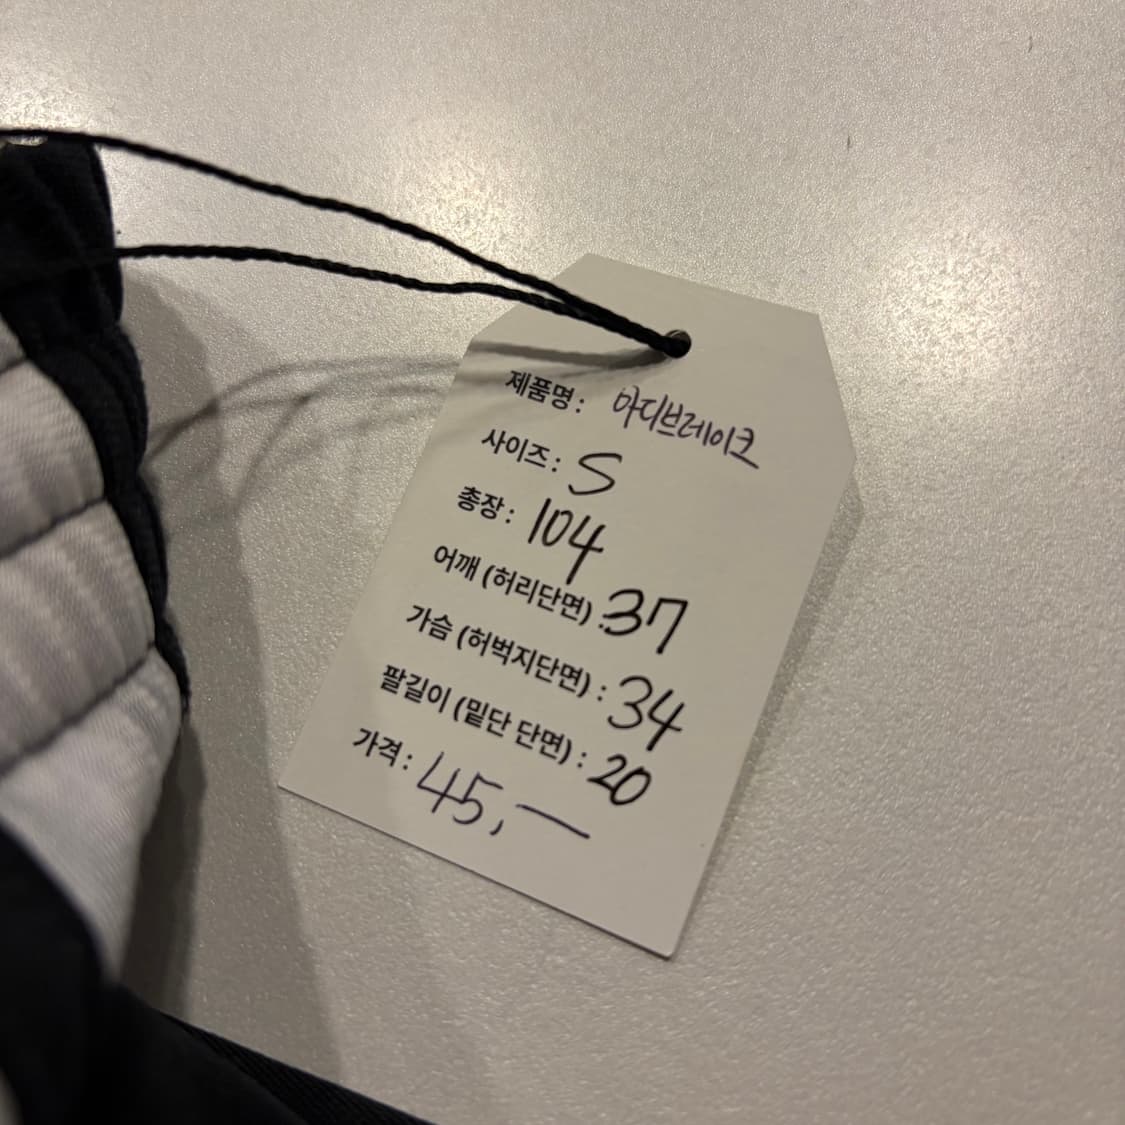 제품명: 마디브레이크
사이즈: S
총장: 104
어깨 (허리단면) : 37
가슴 (허벅지단면) : 34
팔길이 (밑단 단면) : 20
가격: 45,—